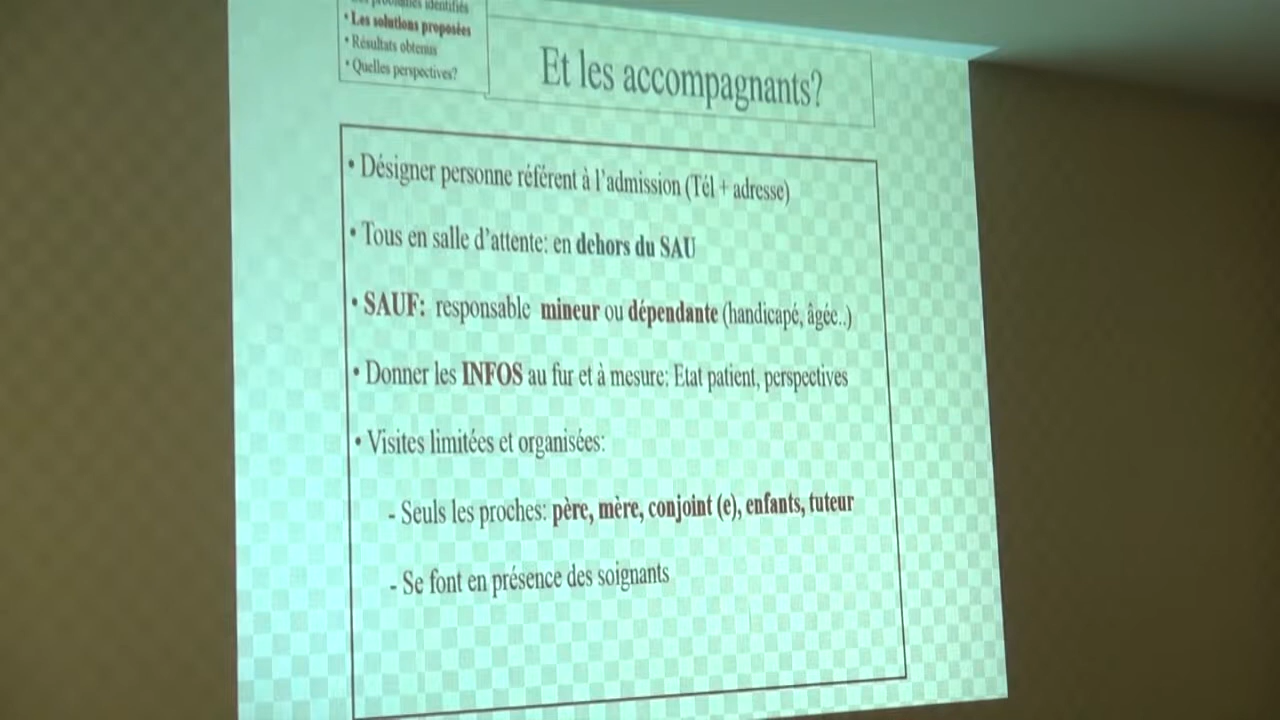 problèmes identifiés
• Les solutions proposées
• Résultats obtenus
• Quelles perspectives?
Et les accompagnants?
• Désigner personne référent à l'admission (Tél + adresse)
• Tous en salle d'attente: en dehors du SAU
• SAUF: responsable mineur ou dépendante (handicapé, âgée..)
• Donner les INFOS au fur et à mesure: Etat patient, perspectives
• Visites limitées et organisées:
- Seuls les proches: père, mère, conjoint (e), enfants, tuteur
- Se font en présence des soignants